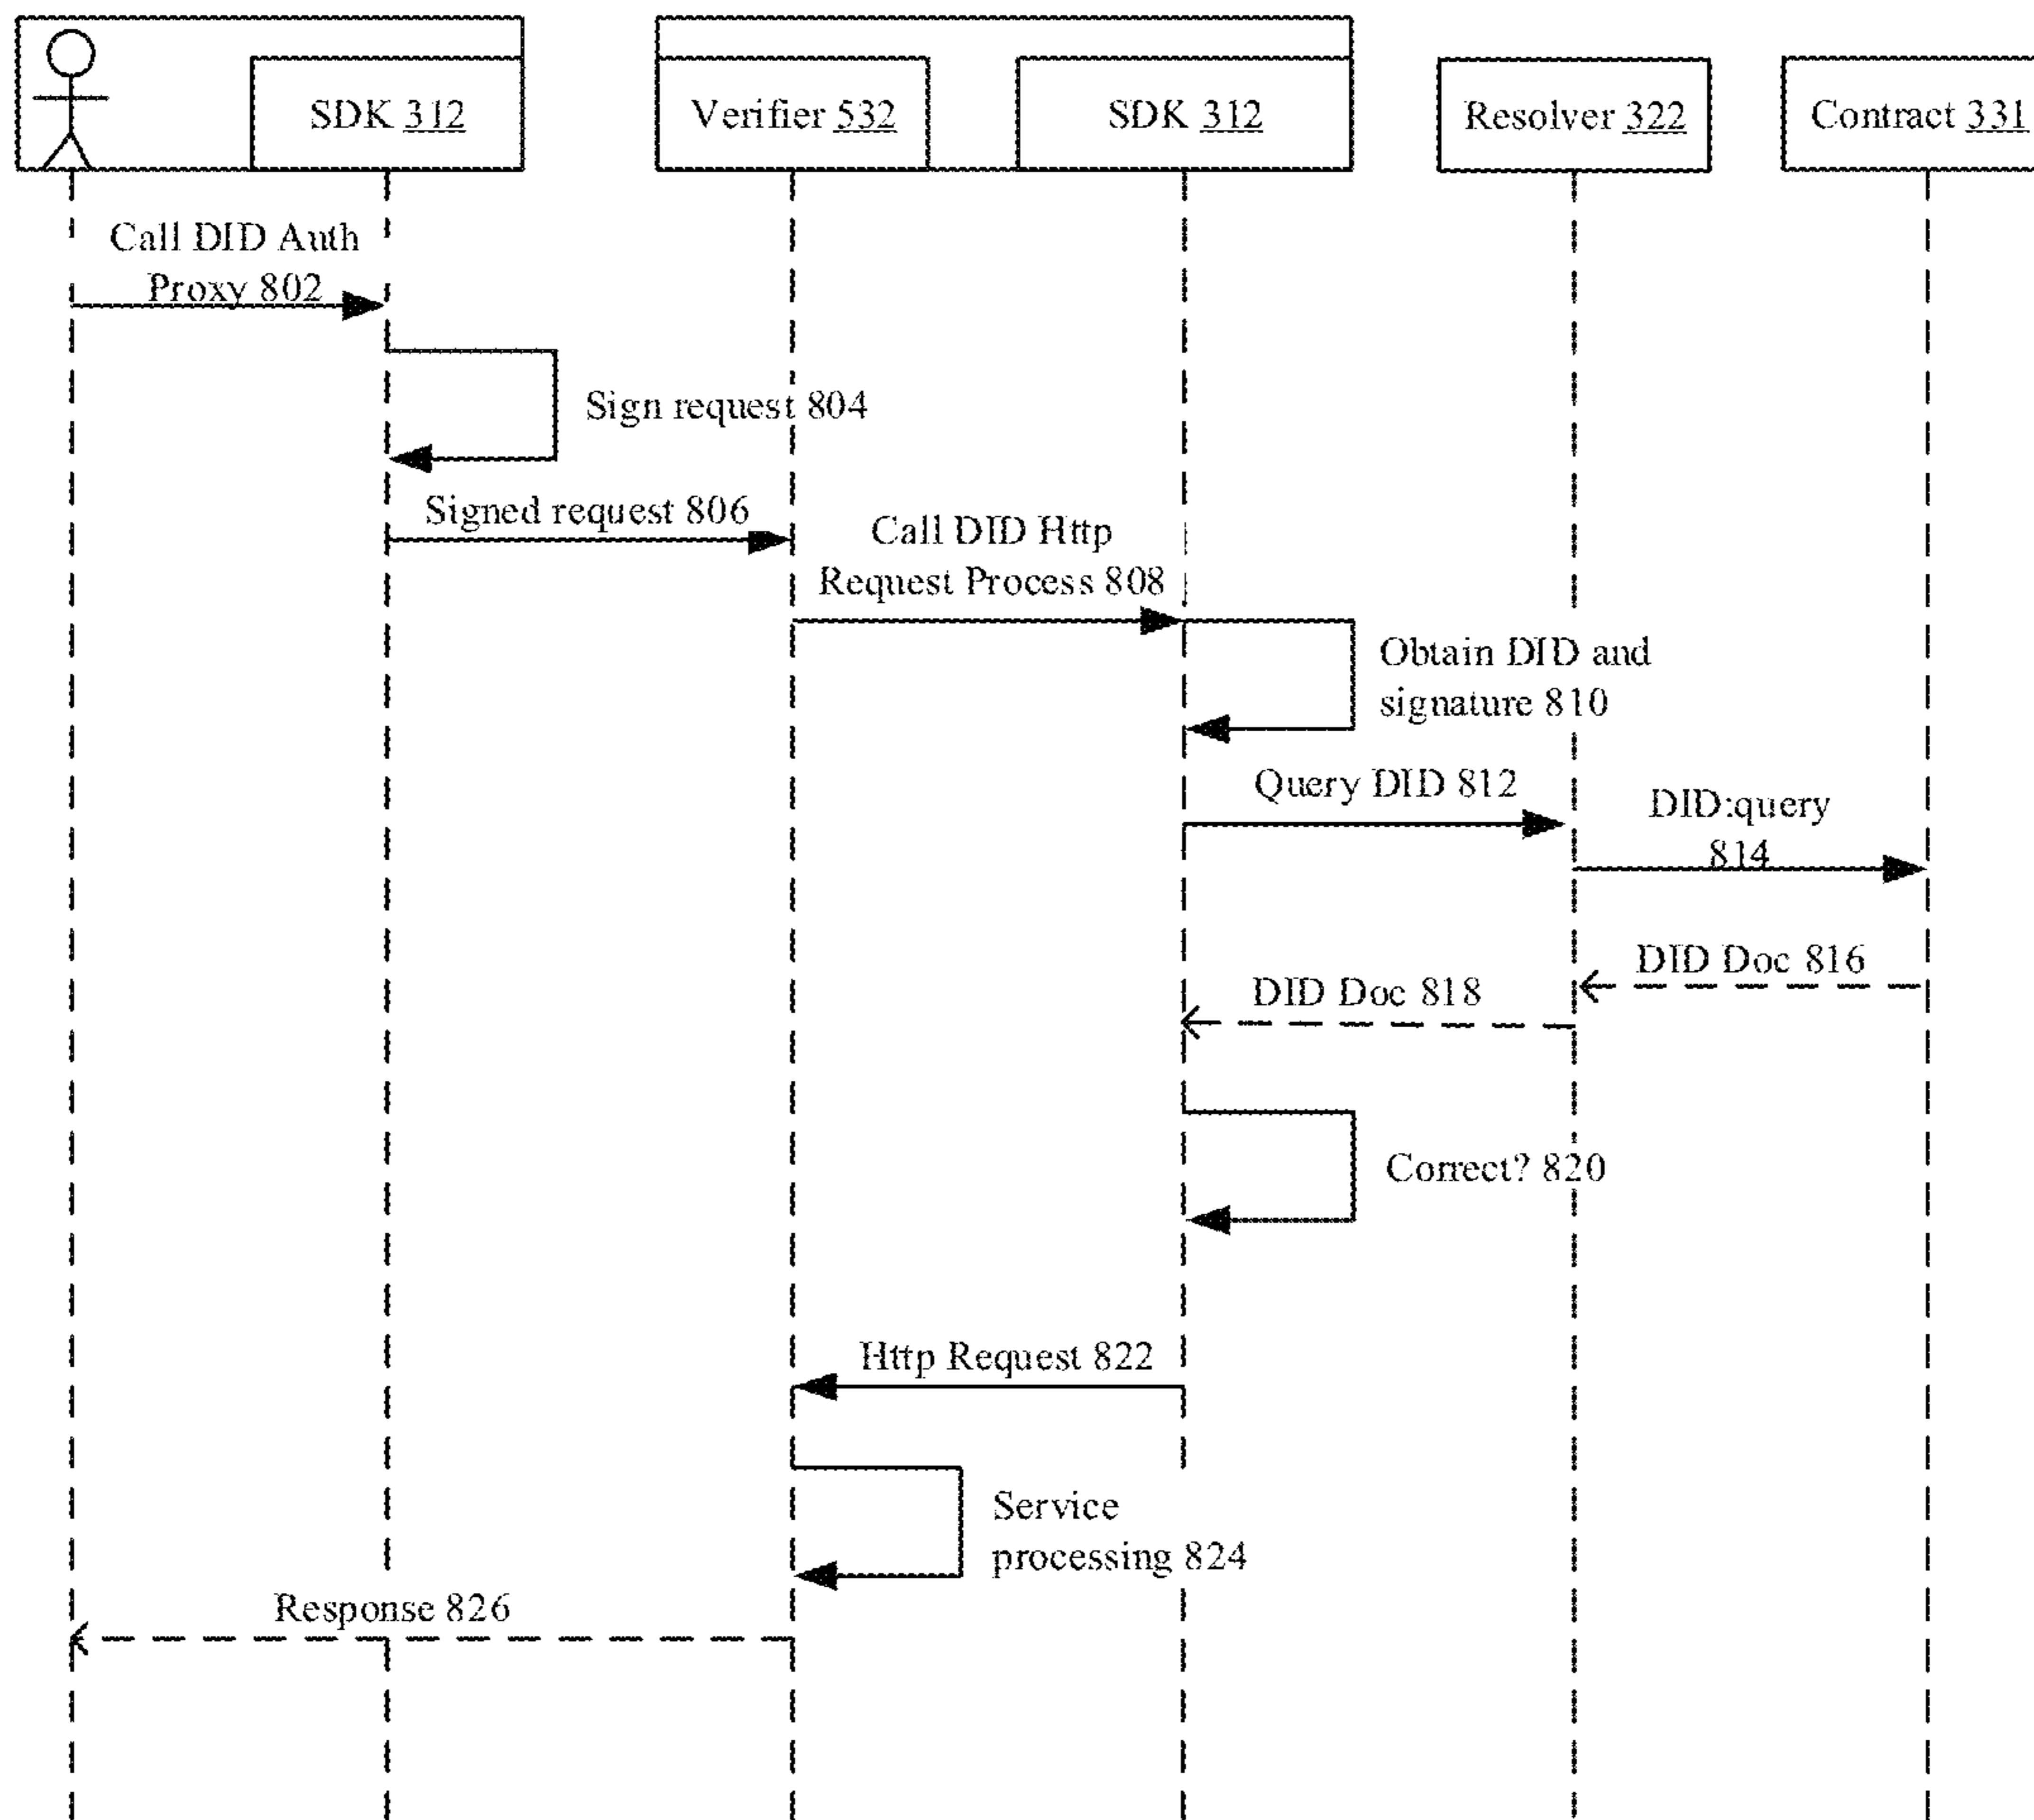 SDK 312
Verifier 532
SDK 312
Resolver 322
Contract 331
Call DID Auth
Proxy 802
Sign request 804
Signed request 806
Call DID Http
Request Process 808
Obtain DID and
signature 810
Query DID 812
DID:query
814
DID Doc 816
DID Doc 818
Correct? 820
Http Request 822
Service
processing 824
Response 826